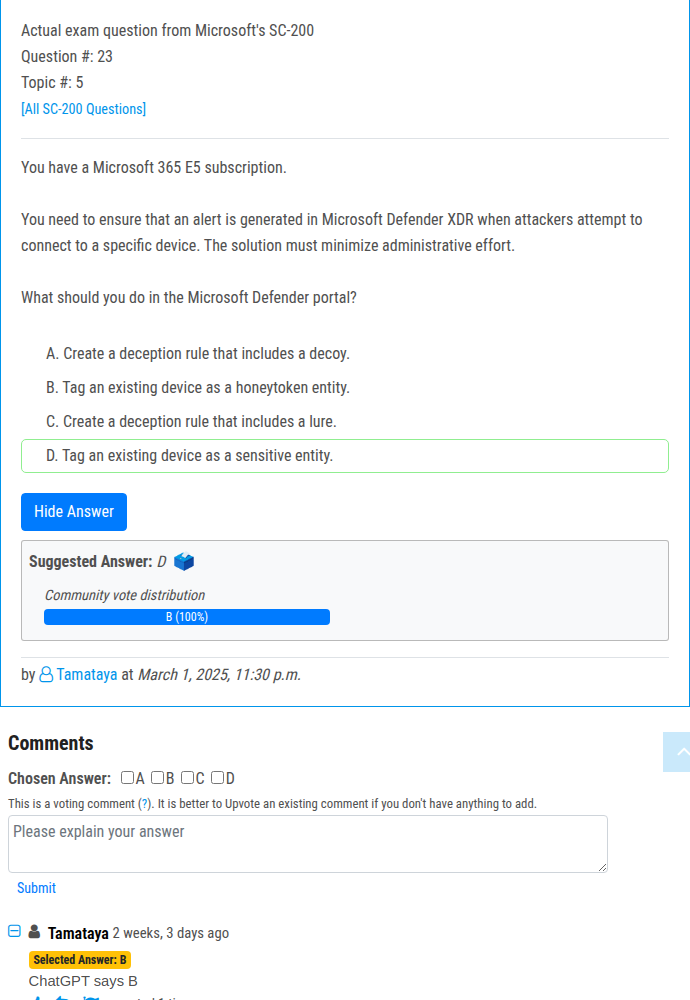 Actual exam question from Microsoft's SC-200
Question #: 23
Topic #: 5
[All SC-200 Questions]
You have a Microsoft 365 E5 subscription.
You need to ensure that an alert is generated in Microsoft Defender XDR when attackers attempt to
connect to a specific device. The solution must minimize administrative effort.
What should you do in the Microsoft Defender portal?
A. Create a deception rule that includes a decoy.
B. Tag an existing device as a honeytoken entity.
C. Create a deception rule that includes a lure.
D. Tag an existing device as a sensitive entity.
Hide Answer
Suggested Answer: D
Community vote distribution
B (100%)
by Tamataya at March 1, 2025, 11:30 p.m.
Comments
Chosen Answer: A B C D
This is a voting comment (?). It is better to Upvote an existing comment if you don't have anything to add.
Please explain your answer
Submit
Tamataya 2 weeks, 3 days ago
Selected Answer: B
ChatGPT says B